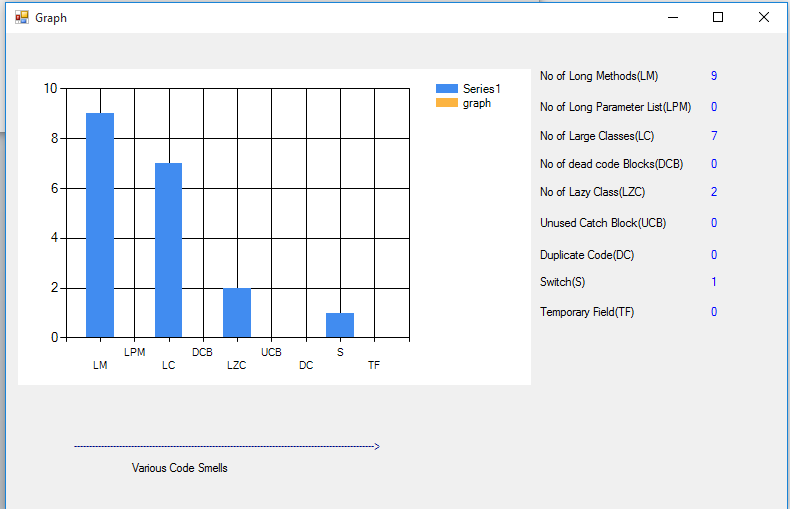 Graph
10
8
6
4
2
0
LM LPM LC DCB LZC UCB DC S TF
Series1
graph
No of Long Methods(LM) 9
No of Long Parameter List(LPM) 0
No of Large Classes(LC) 7
No of dead code Blocks(DCB) 0
No of Lazy Class(LZC) 2
Unused Catch Block(UCB) 0
Duplicate Code(DC) 0
Switch(S) 1
Temporary Field(TF) 0
Various Code Smells